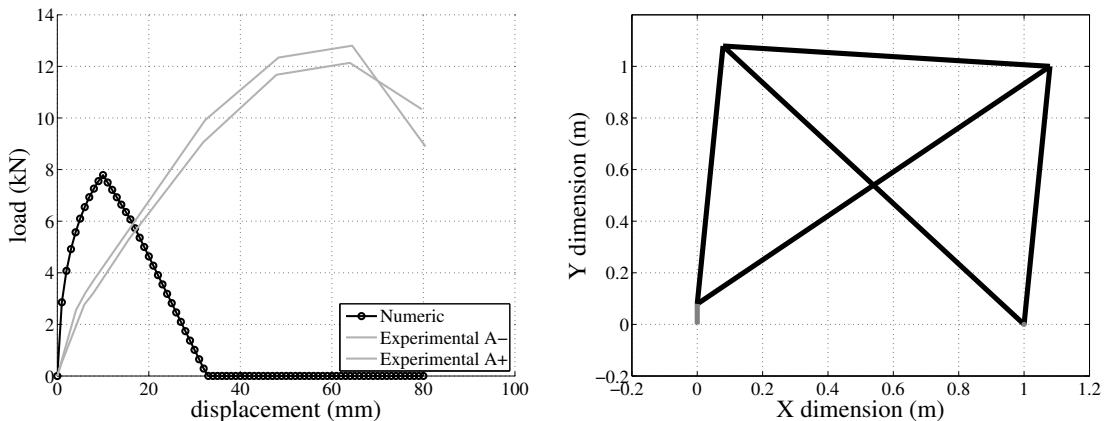 14
12
10
8
6
4
2
0
load (kN)
0 20 40 60 80 100
displacement (mm)
Numeric
Experimental A−
Experimental A+
1
0.8
0.6
0.4
0.2
0
−0.2
Y dimension (m)
0 0.2 0.4 0.6 0.8 1 1.2
X dimension (m)